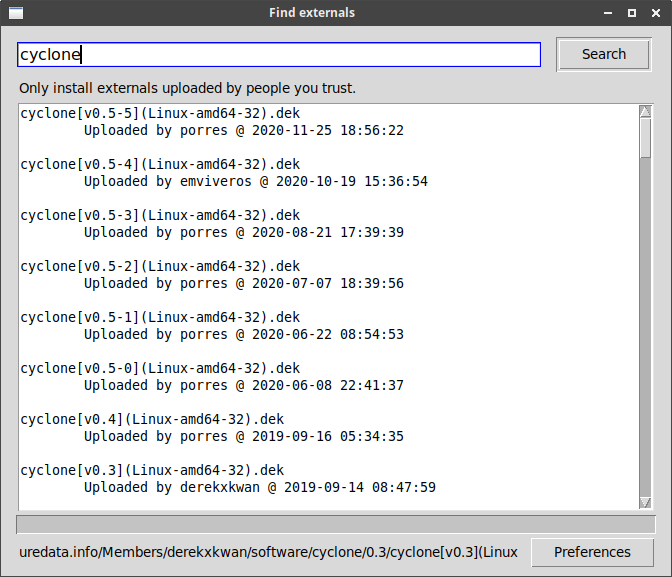 Find externals
cyclone
Search
Only install externals uploaded by people you trust.
cyclone[v0.5-5](Linux-amd64-32).dek
Uploaded by porres @ 2020-11-25 18:56:22
cyclone[v0.5-4](Linux-amd64-32).dek
Uploaded by emviveros @ 2020-10-19 15:36:54
cyclone[v0.5-3](Linux-amd64-32).dek
Uploaded by porres @ 2020-08-21 17:39:39
cyclone[v0.5-2](Linux-amd64-32).dek
Uploaded by porres @ 2020-07-07 18:39:56
cyclone[v0.5-1](Linux-amd64-32).dek
Uploaded by porres @ 2020-06-22 08:54:53
cyclone[v0.5-0](Linux-amd64-32).dek
Uploaded by porres @ 2020-06-08 22:41:37
cyclone[v0.4](Linux-amd64-32).dek
Uploaded by porres @ 2019-09-16 05:34:35
cyclone[v0.3](Linux-amd64-32).dek
Uploaded by derekxkwan @ 2019-09-14 08:47:59
uredata.info/Members/derekxkwan/software/cyclone/0.3/cyclone[v0.3](Linux
Preferences